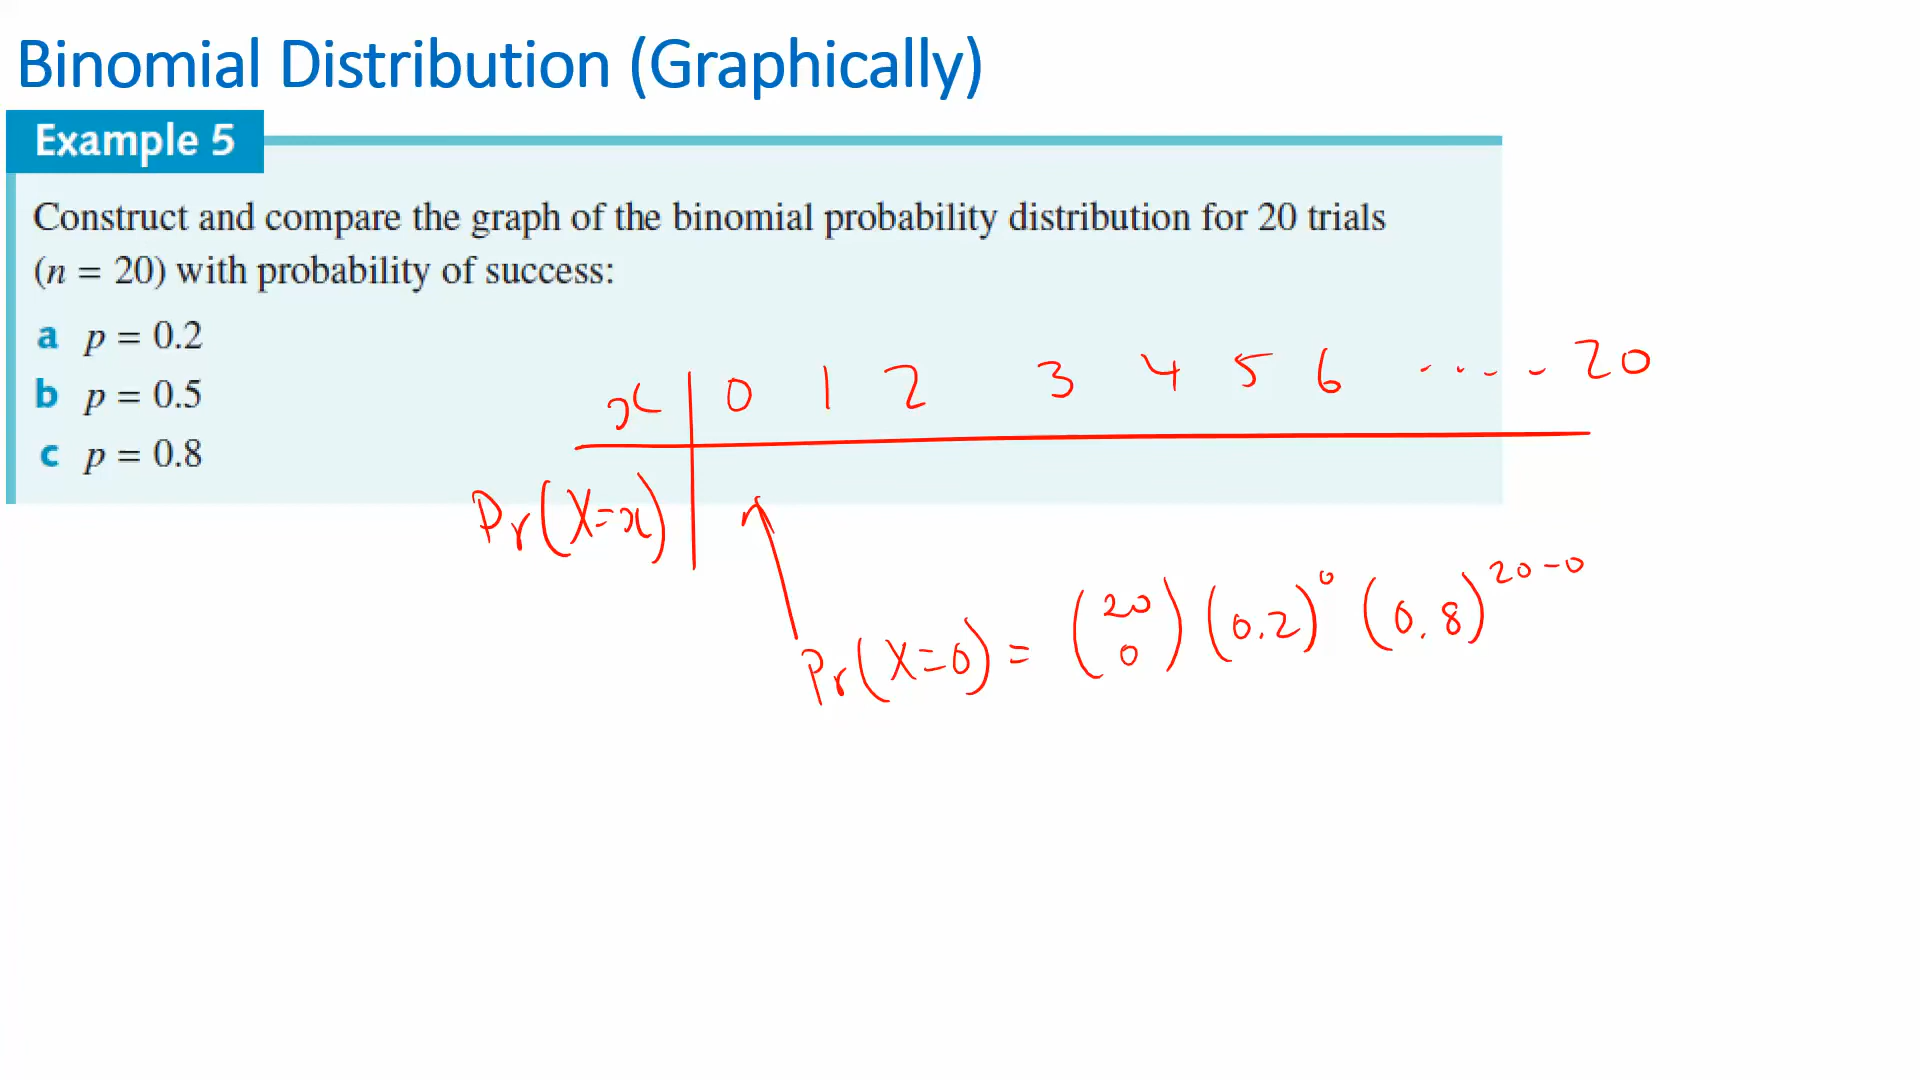 Binomial Distribution (Graphically)
Example 5
Construct and compare the graph of the binomial probability distribution for 20 trials
(n = 20) with probability of success:
a p = 0.2
b p = 0.5
c p = 0.8
x 0 1 2 3 4 5 6 ..... 20
Pr(X=x)
Pr(X=0) = (20 0) (0.2)^0 (0.8)^20-0